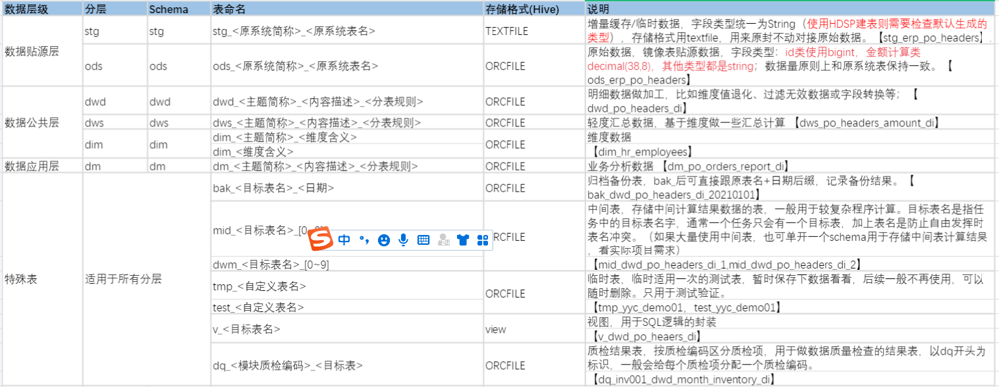 数据层级 分层 Schema 表命名 存储格式(Hive) 说明
数据贴源层
stg stg stg_<原系统简称>_<原系统表名> TEXTFILE
增量缓存/临时数据，字段类型统一为String（使用HDSP建表则需要检查默认生成的
类型），存储格式用textfile，用来原封不动对接原始数据。【stg_erp_po_headers】.
ods ods ods_<原系统简称>_<原系统表名> ORCFILE
原始数据，镜像表贴源数据，字段类型：id类使用bigint，金额计算类
decimal(38,8)，其他类型都是string；数据量原则上和原系统表保持一致。【
ods_erp_po_headers】
数据公共层
dwd dwd dwd_<主题简称>_<内容描述>_<分表规则> ORCFILE
明细数据做加工，比如维度值退化、过滤无效数据或字段转换等；【
dwd_po_headers_di】
dws dws dws_<主题简称>_<内容描述>_<分表规则> ORCFILE 轻度汇总数据，基于维度做一些汇总计算 【dws_po_headers_amount_di】
dim dim
dim_<主题简称>_<维度含义>
dim_<维度含义>
ORCFILE
维度数据
【dim_hr_employees】
数据应用层 dm dm dm_<主题简称>_<内容描述>_<分表规则> ORCFILE 业务分析数据 【dm_po_orders_report_di】
特殊表 适用于所有分层
bak_<目标表名>_<日期> ORCFILE
归档备份表，bak_后可直接跟原表名+日期后缀，记录备份结果。【
bak_dwd_po_headers_di_20210101】
mid_<目标表名>_[0~9]
中
RCFILE
中间表，存储中间计算结果数据的表，一般用于较复杂程序计算。目标表名是指任
务中的目标表名字，通常一个任务只会有一个目标表，加上表名是防止自由发挥时
表名冲突。（如果大量使用中间表，也可单开一个schema用于存储中间表计算结果
，看实际项目需求）
dwm_<目标表名>_[0~9]
【mid_dwd_po_headers_di_1,mid_dwd_po_headers_di_2】
tmp_<自定义表名>
test_<自定义表名>
ORCFILE
临时表，临时适用一次的测试表，暂时保存下数据看看，后续一般不再使用，可以
随时删除。只用于测试验证。
【tmp_yyc_demo01，test_yyc_demo01】
v_<目标表名> view
视图，用于SQL逻辑的封装
【v_dwd_po_heaers_di】
dq_<模块质检编码>_<目标表> ORCFILE
质检结果表，按质检编码区分质检项，用于做数据质量检查的结果表，以dq开头为
标识，一般会给每个质检项分配一个质检编码。
【dq_inv001_dwd_month_inventory_di】